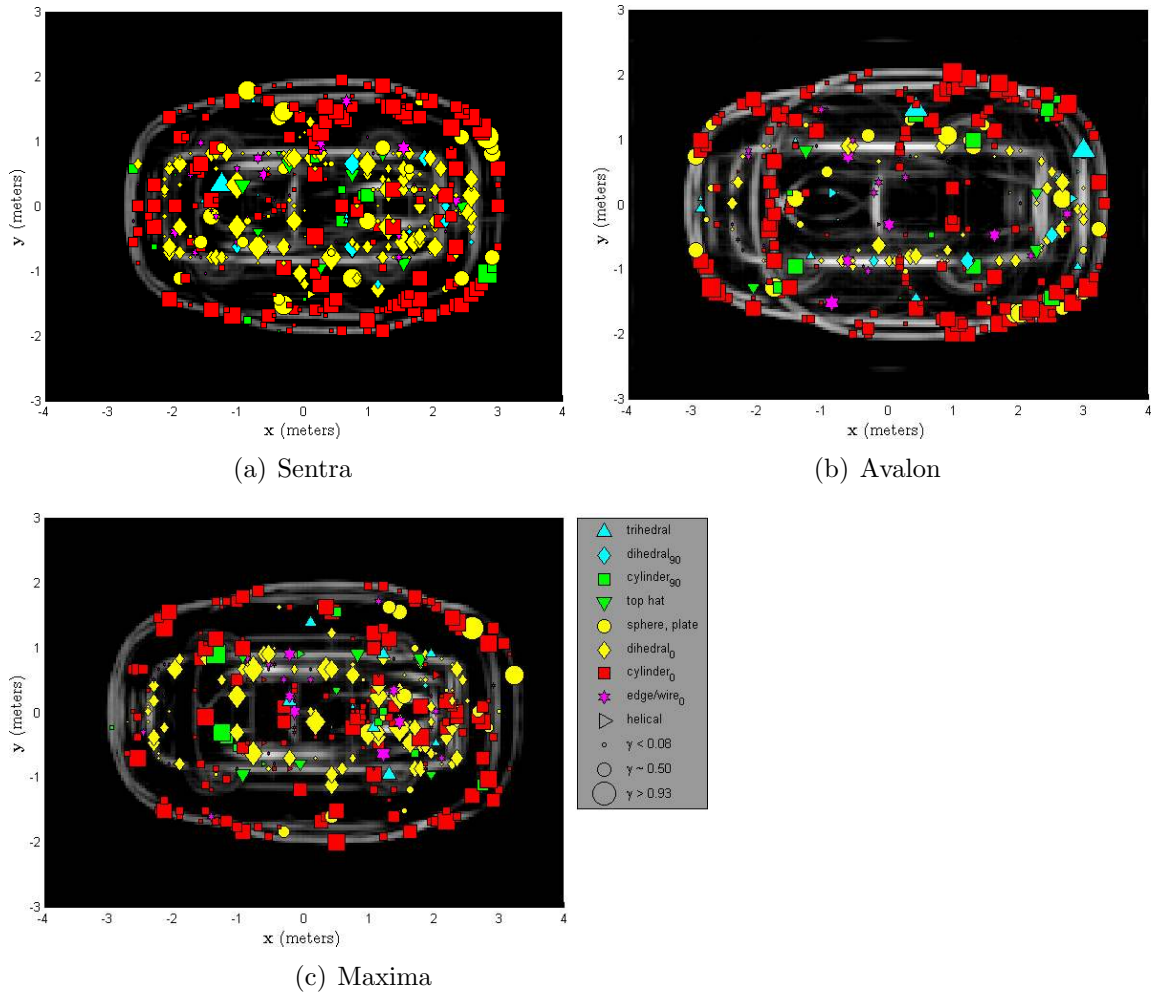 3
2
1
0
-1
-2
-3
y (meters)
-4 -3 -2 -1 0 1 2 3 4
x (meters)
(a) Sentra
3
2
1
0
-1
-2
-3
y (meters)
-4 -3 -2 -1 0 1 2 3 4
x (meters)
(b) Avalon
3
2
1
0
-1
-2
-3
y (meters)
-4 -3 -2 -1 0 1 2 3 4
x (meters)
(c) Maxima
trihedral
dihedral90
cylinder90
top hat
sphere, plate
dihedral0
cylinder0
edge/wire0
helical
γ < 0.08
γ ~ 0.50
γ > 0.93